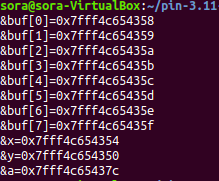 sora@sora-VirtualBox:~/pin-3.11
&buf[0]=0x7fff4c654358
&buf[1]=0x7fff4c654359
&buf[2]=0x7fff4c65435a
&buf[3]=0x7fff4c65435b
&buf[4]=0x7fff4c65435c
&buf[5]=0x7fff4c65435d
&buf[6]=0x7fff4c65435e
&buf[7]=0x7fff4c65435f
&x=0x7fff4c654354
&y=0x7fff4c654350
&a=0x7fff4c65437c